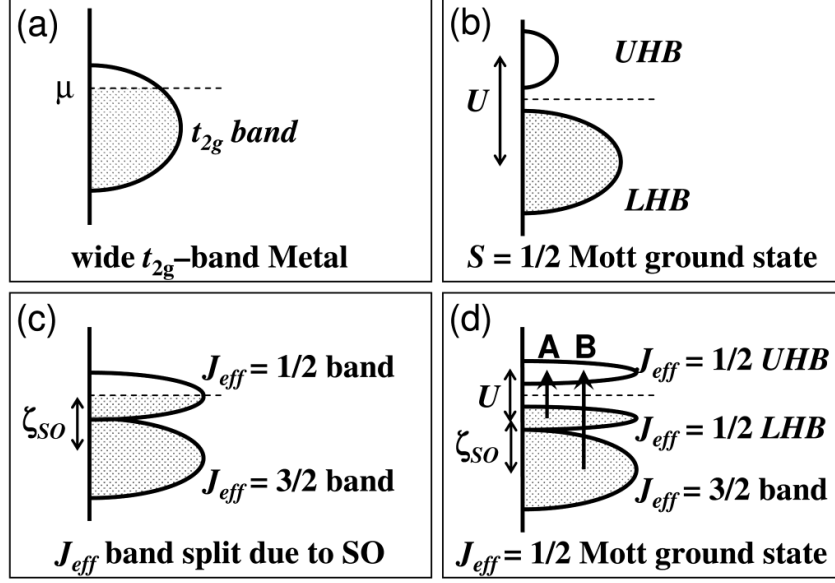 (a)
μ
t2g band
wide t2g–band Metal
(b)
UHB
U
LHB
S = 1/2 Mott ground state
(c)
Jeff = 1/2 band
ζSO
Jeff = 3/2 band
Jeff band split due to SO
(d)
A B
Jeff = 1/2 UHB
U
Jeff = 1/2 LHB
ζSO
Jeff = 3/2 band
Jeff = 1/2 Mott ground state